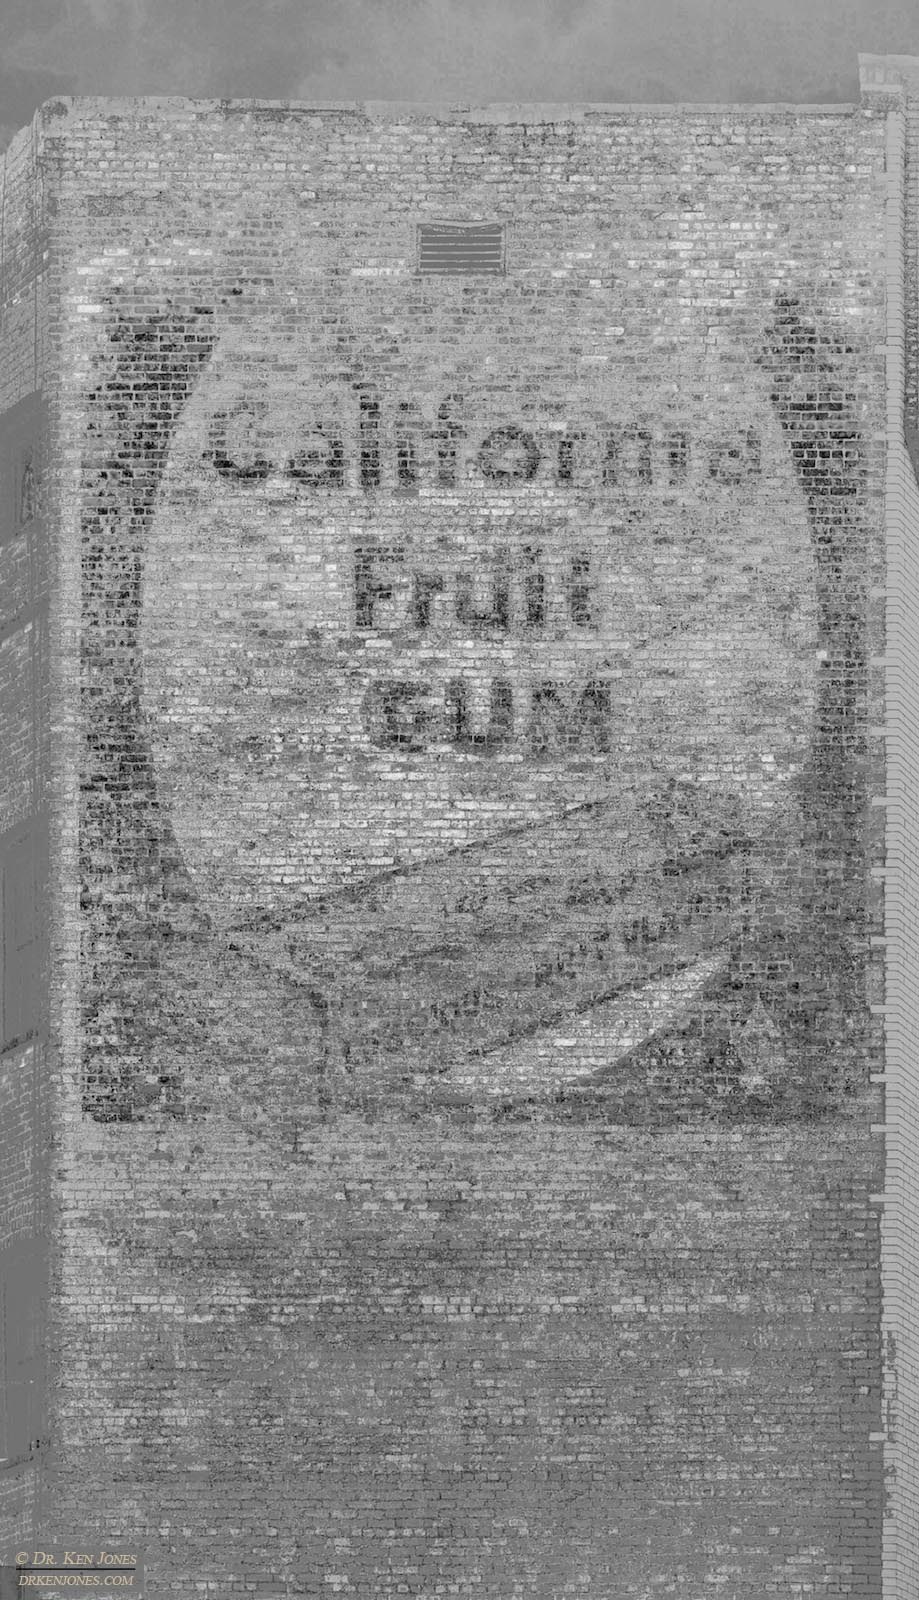 California
Fruit
GUM
© DR. KEN JONES
DRKENJONES.COM